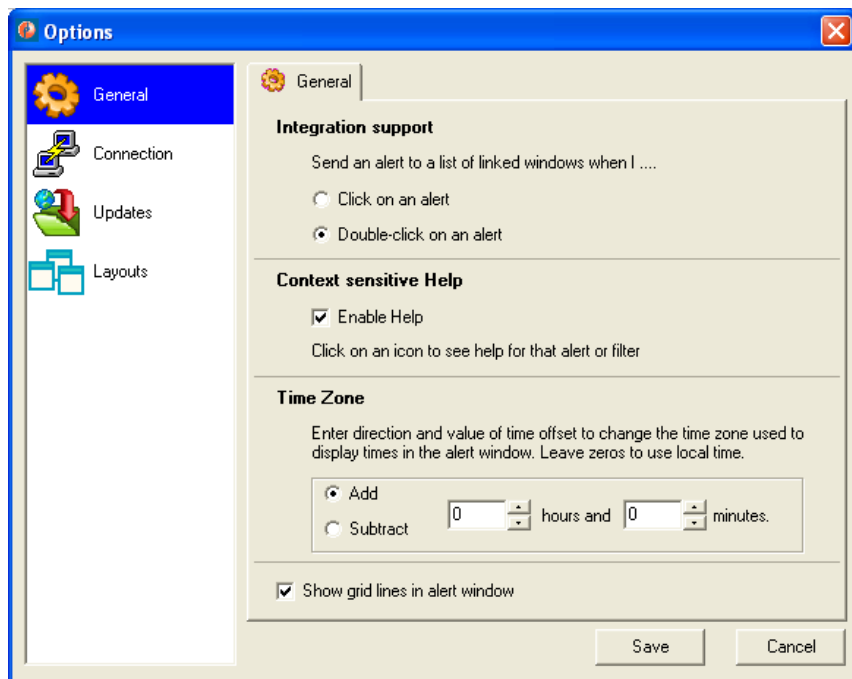 Options
General
Connection
Updates
Layouts
General
Integration support
Send an alert to a list of linked windows when I ....
Click on an alert
Double-click on an alert
Context sensitive Help
Enable Help
Click on an icon to see help for that alert or filter
Time Zone
Enter direction and value of time offset to change the time zone used to
display times in the alert window. Leave zeros to use local time.
Add
Subtract
0 hours and 0 minutes.
Show grid lines in alert window
Save Cancel